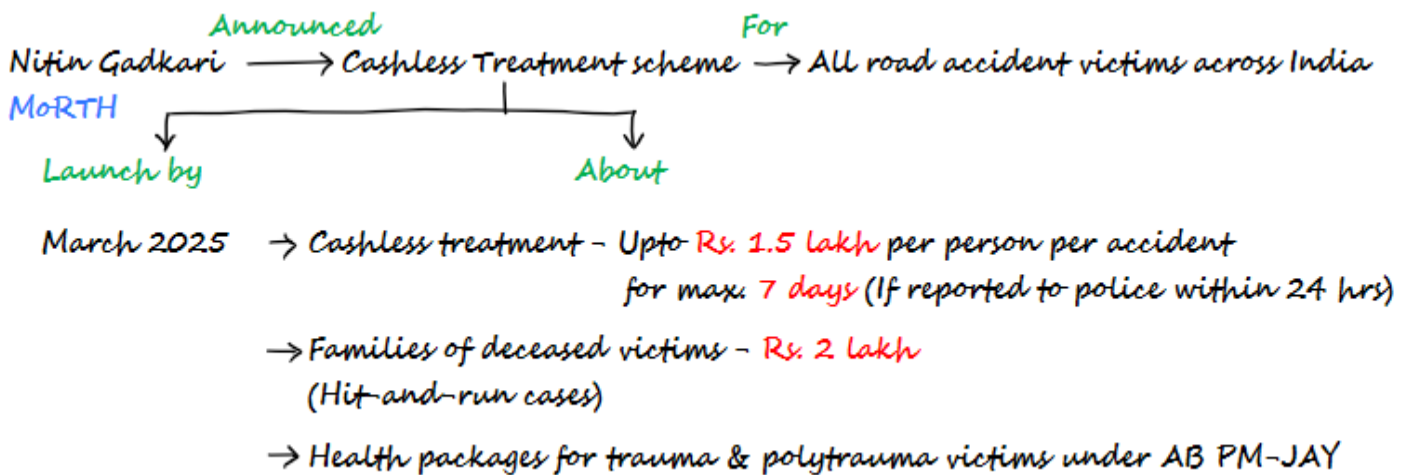 Announced For
Nitin Gadkari → Cashless Treatment scheme → All road accident victims across India
MoRTH
Launch by About
March 2025 → Cashless treatment - Upto Rs. 1.5 lakh per person per accident
for max. 7 days (If reported to police within 24 hrs)
→ Families of deceased victims - Rs. 2 lakh
(Hit-and-run cases)
→ Health packages for trauma & polytrauma victims under AB PM-JAY